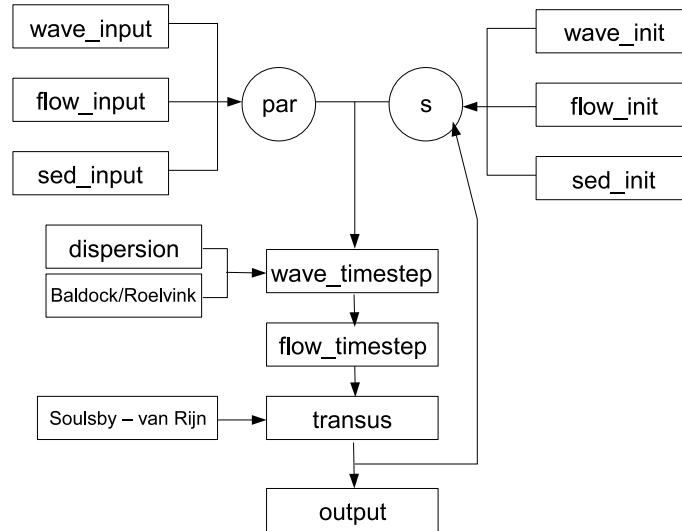 wave_input
wave_init
flow_input
par
s
flow_init
sed_input
sed_init
dispersion
wave_timestep
Baldock/Roelvink
flow_timestep
Soulsby – van Rijn
transus
output